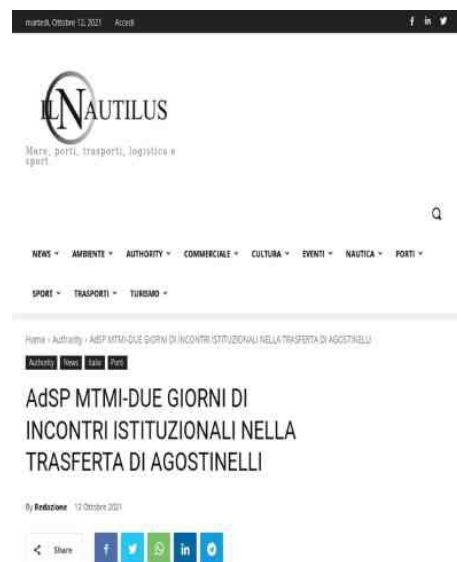 martedì, Ottobre 12, 2021 Accedi
IL NAUTILUS
Mare, porti, trasporti, logistica e
sport
NEWS AMBIENTE AUTHORITY COMMERCIALE CULTURA EVENTI NAUTICA PORTI
SPORT TRASPORTI TURISMO
Home › Authority › AdSP MTMI-DUE GIORNI DI INCONTRI ISTITUZIONALI NELLA TRASFERTA DI AGOSTINELLI
Authority News Italia Porti
AdSP MTMI-DUE GIORNI DI
INCONTRI ISTITUZIONALI NELLA
TRASFERTA DI AGOSTINELLI
By Redazione 12 Ottobre 2021
Share